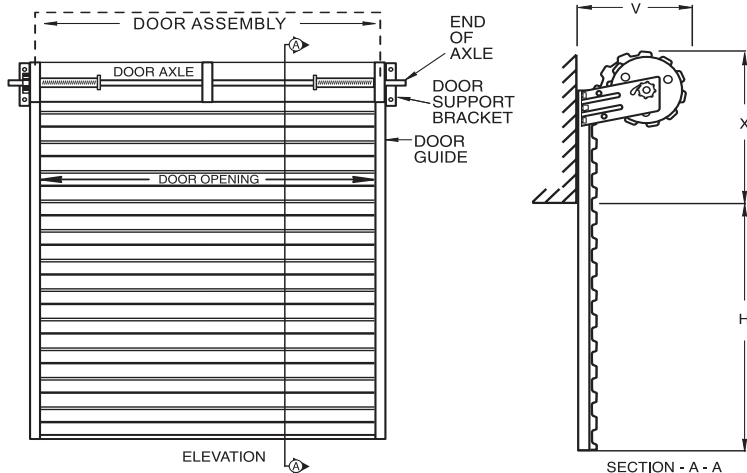 DOOR ASSEMBLY
A
END
OF
AXLE
DOOR AXLE
DOOR
SUPPORT
BRACKET
DOOR
GUIDE
DOOR OPENING
ELEVATION
A
V
X
H
SECTION - A - A